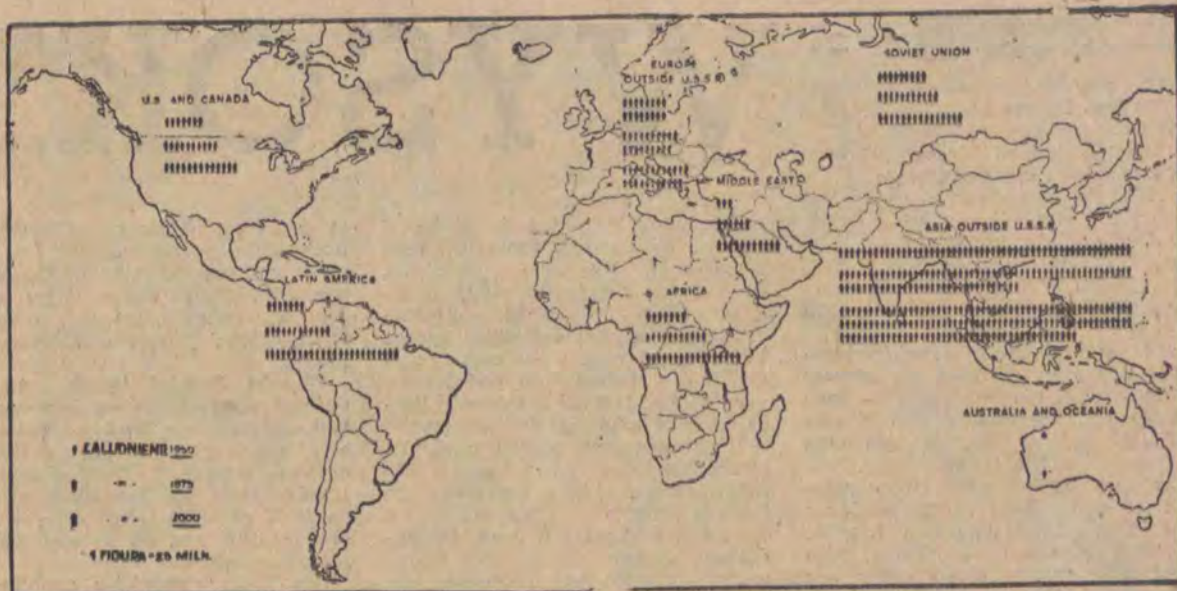 SOVIET UNION
EUROPE
OUTSIDE U.S.S.R
U.S AND CANADA
MIDDLE EAST
ASIA OUTSIDE U.S.S.R
LATIN AMERICA
AFRICA
AUSTRALIA AND OCEANIA
1950
-"- 1975
-"- 2000
1 FIGURA=25 MILN.